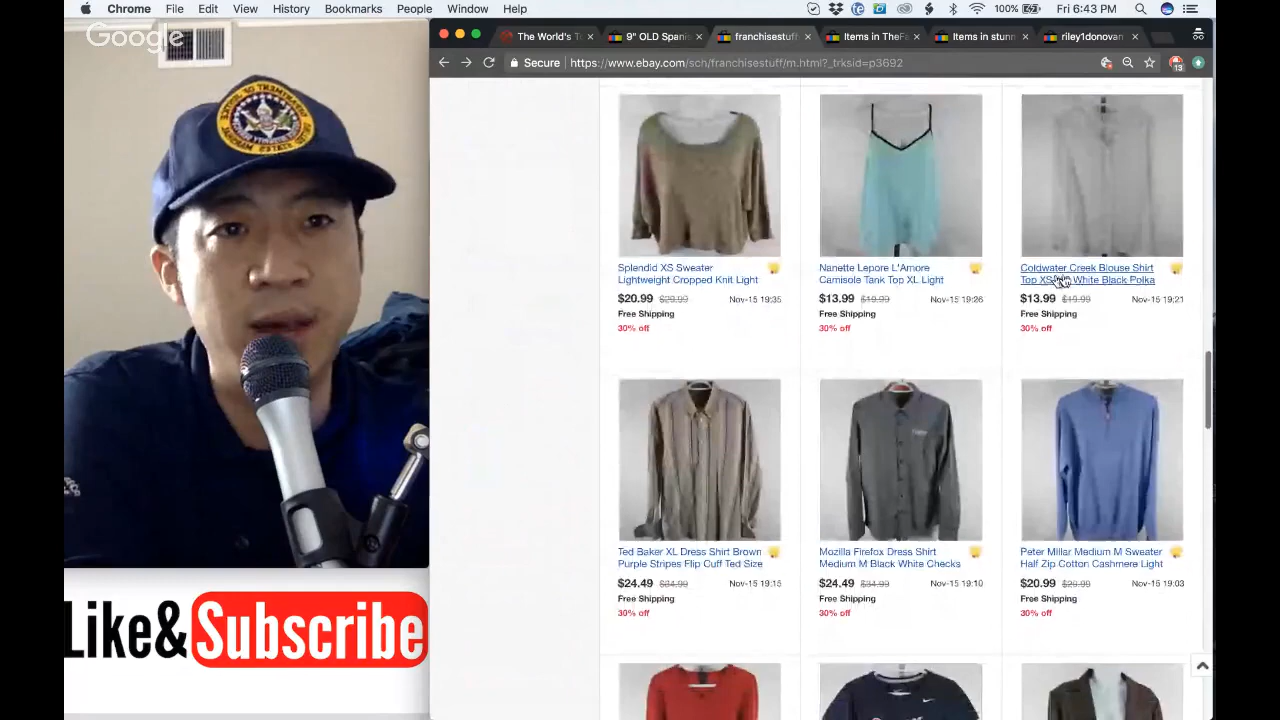 Chrome File Edit View History Bookmarks People Window Help 100% Fri 6:43 PM
Google
The World's T 9" OLD Spani franchisestuf Items in TheFa Items in stunn riley1donovan
Secure https://www.ebay.com/sch/franchisestuff/m.html?_trksid=p3692
13
Splendid XS Sweater
Lightweight Cropped Knit Light
$20.99 $29.99 Nov-15 19:35
Free Shipping
30% off
Nanette Lepore L'Amore
Camisole Tank Top XL Light
$13.99 $19.99 Nov-15 19:26
Free Shipping
30% off
Coldwater Creek Blouse Shirt
Top XS White Black Polka
$13.99 $19.99 Nov-15 19:21
Free Shipping
30% off
Ted Baker XL Dress Shirt Brown
Purple Stripes Flip Cuff Ted Size
$24.49 $34.99 Nov-15 19:15
Free Shipping
30% off
Mozilla Firefox Dress Shirt
Medium M Black White Checks
$24.49 $34.99 Nov-15 19:10
Free Shipping
30% off
Peter Millar Medium M Sweater
Half Zip Cotton Cashmere Light
$20.99 $29.99 Nov-15 19:03
Free Shipping
30% off
Like& Subscribe